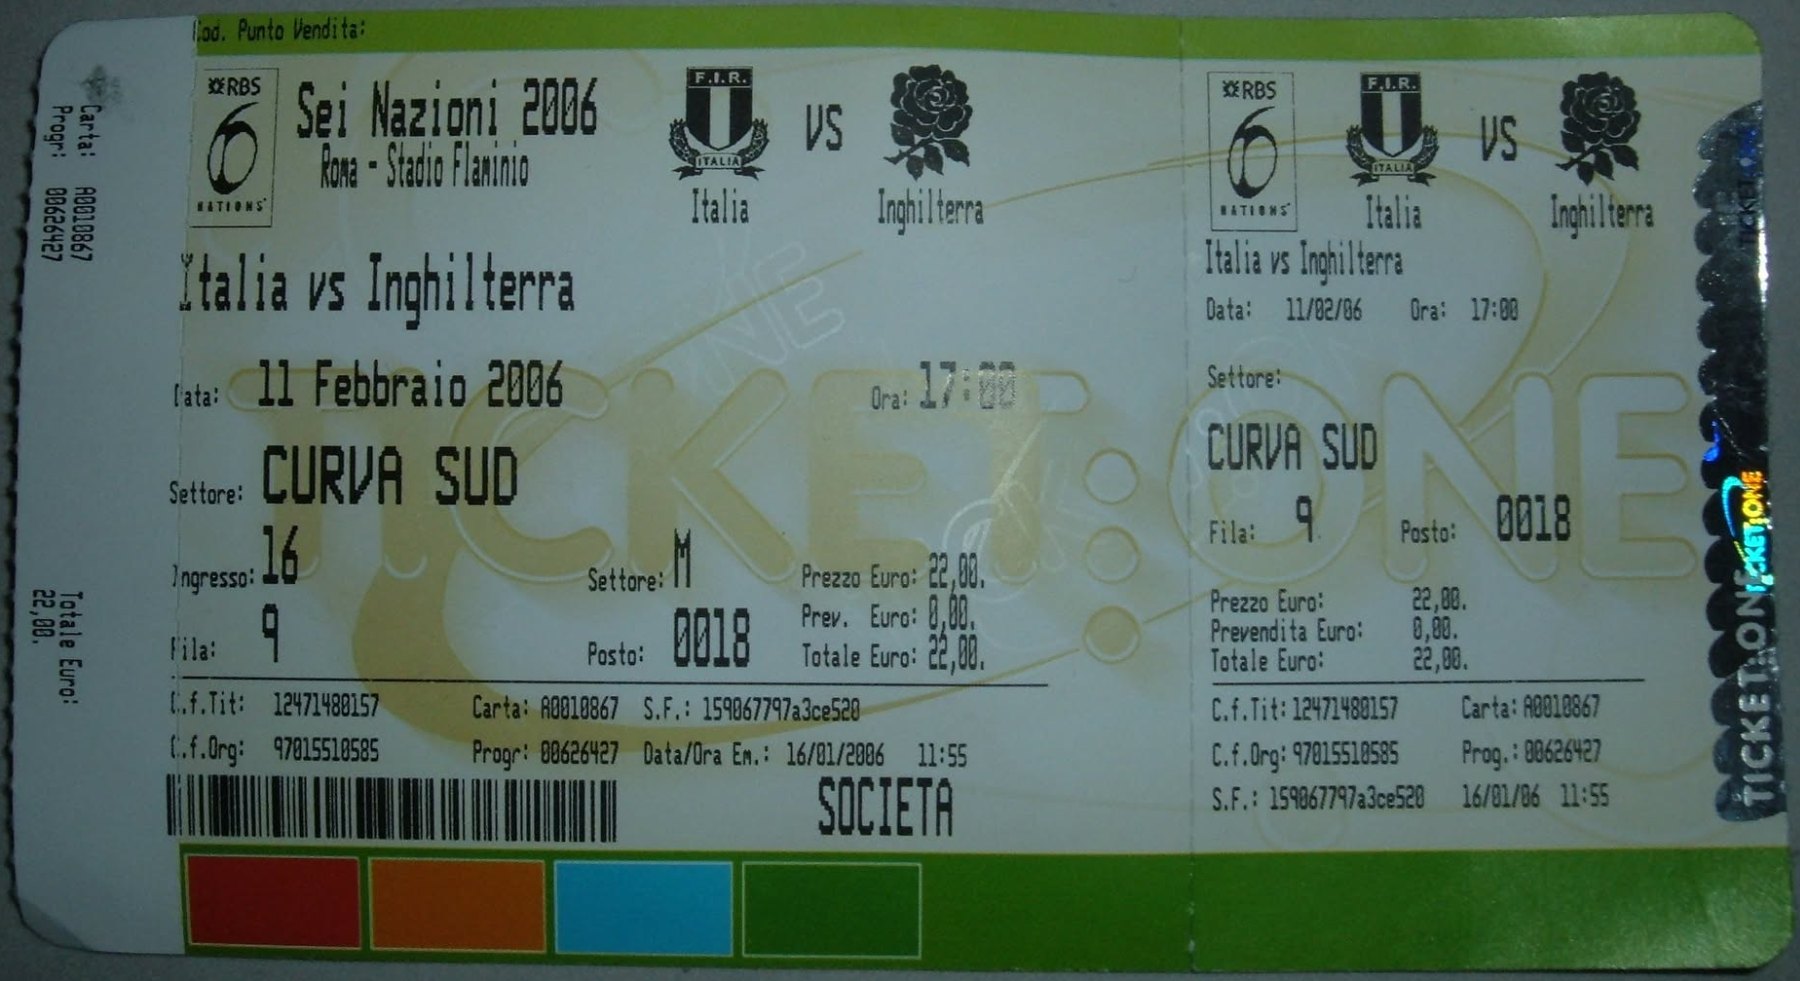 Cod. Punto Vendita:
Carta: A0010867
Progr: 00626427
Totale Euro:
22,00.
RBS
6
NATIONS
Sei Nazioni 2006
Roma - Stadio Flaminio
F.I.R.
ITALIA
VS
Italia
Inghilterra
Italia vs Inghilterra
Data: 11 Febbraio 2006
Ora: 17:00
Settore: CURVA SUD
Ingresso: 16
Settore: M
Prezzo Euro: 22,00.
Prev. Euro: 0,00.
Fila: 9
Posto: 0018
Totale Euro: 22,00.
C.f.Tit: 12471480157
Carta: A0010867
S.F.: 159067797a3ce520
C.f.Org: 97015510585
Progr: 00626427
Data/Ora Em.: 16/01/2006 11:55
SOCIETA
TICKET:ONE
RBS
6
NATIONS
F.I.R.
ITALIA
VS
Italia
Inghilterra
Italia vs Inghilterra
Data: 11/02/06 Ora: 17:00
Settore:
CURVA SUD
Fila: 9 Posto: 0018
Prezzo Euro: 22,00.
Prevendita Euro: 0,00.
Totale Euro: 22,00.
C.f.Tit: 12471480157 Carta: A0010867
C.f.Org: 97015510585 Prog.: 00626427
S.F.: 159067797a3ce520 16/01/06 11:55
TICKET:ONE
TICKET:ONE